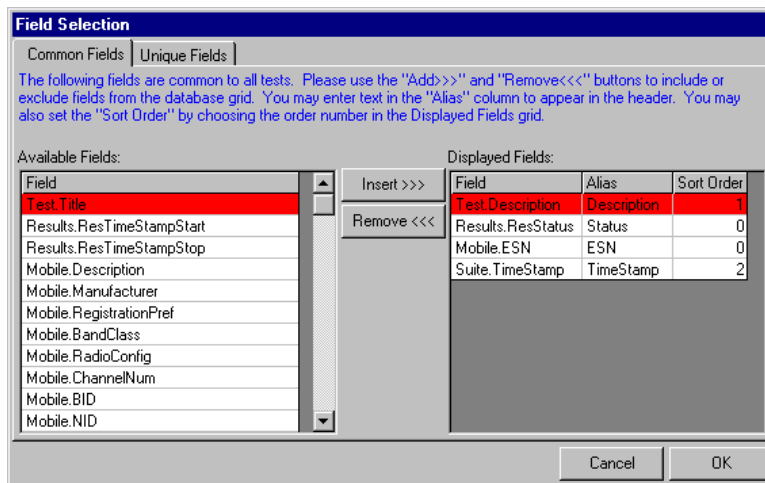 Field Selection
Common Fields Unique Fields
The following fields are common to all tests. Please use the "Add>>>" and "Remove<<<" buttons to include or
exclude fields from the database grid. You may enter text in the "Alias" column to appear in the header. You may
also set the "Sort Order" by choosing the order number in the Displayed Fields grid.
Available Fields:
Field
Test.Title
Results.ResTimeStampStart
Results.ResTimeStampStop
Mobile.Description
Mobile.Manufacturer
Mobile.RegistrationPref
Mobile.BandClass
Mobile.RadioConfig
Mobile.ChannelNum
Mobile.BID
Mobile.NID
Insert >>>
Remove <<<
Displayed Fields:
Field Alias Sort Order
Test.Description Description 1
Results.ResStatus Status 0
Mobile.ESN ESN 0
Suite.TimeStamp TimeStamp 2
Cancel OK